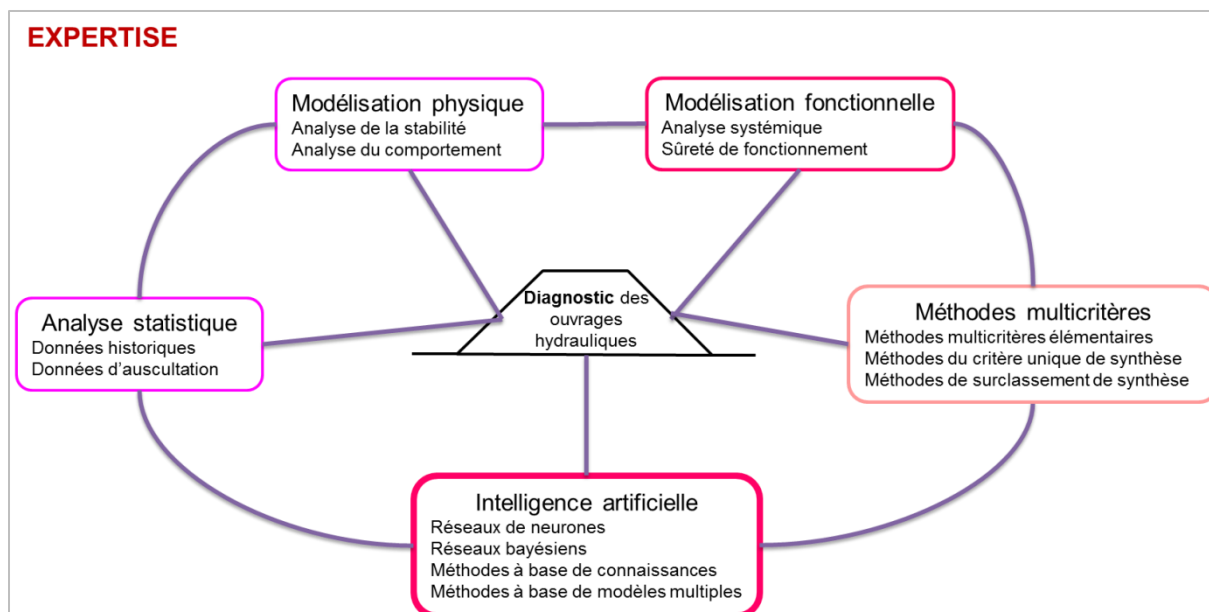 EXPERTISE
Modélisation physique
Analyse de la stabilité
Analyse du comportement
Modélisation fonctionnelle
Analyse systémique
Sûreté de fonctionnement
Diagnostic des
ouvrages
hydrauliques
Analyse statistique
Données historiques
Données d'auscultation
Méthodes multicritères
Méthodes multicritères élémentaires
Méthodes du critère unique de synthèse
Méthodes de surclassement de synthèse
Intelligence artificielle
Réseaux de neurones
Réseaux bayésiens
Méthodes à base de connaissances
Méthodes à base de modèles multiples